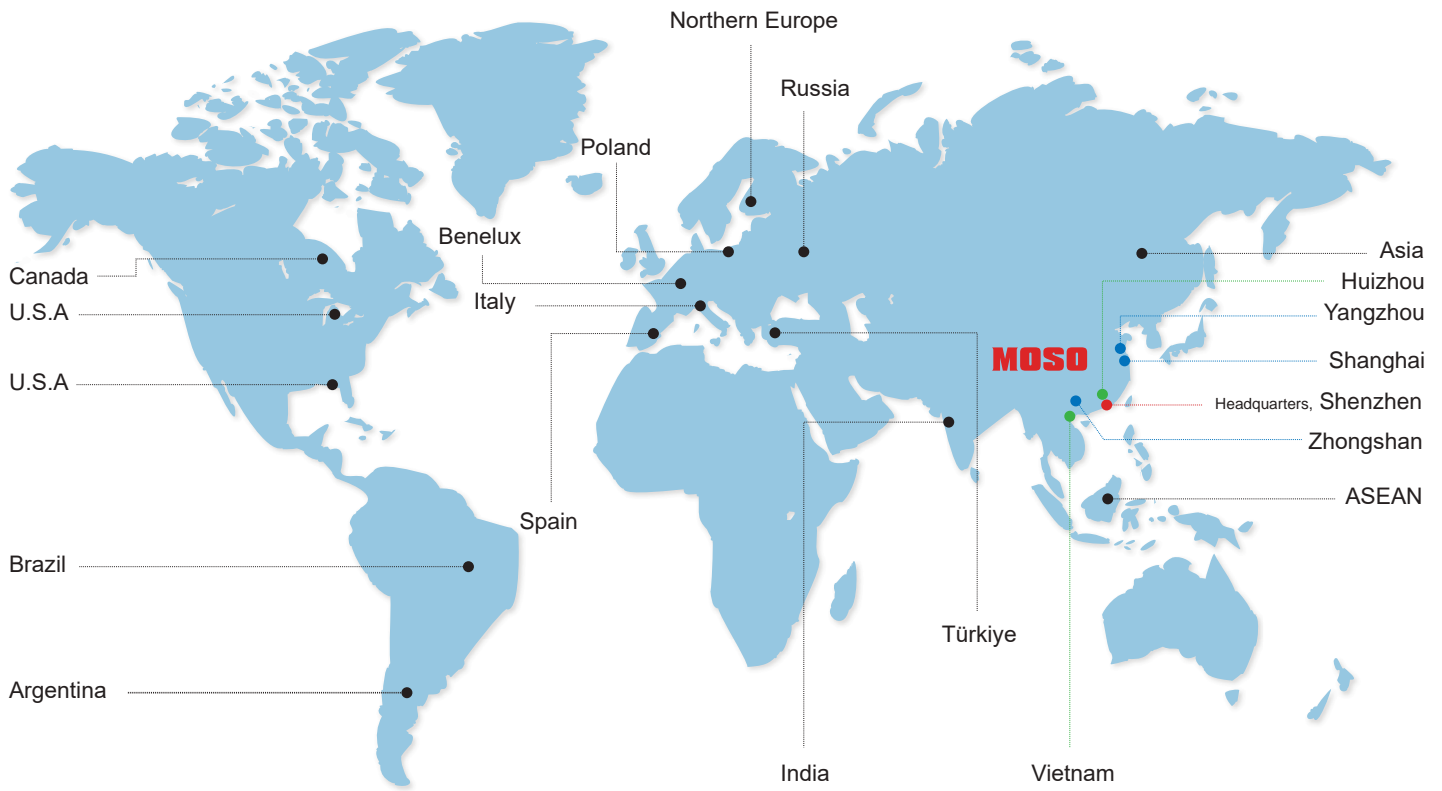 Northern Europe
Russia
Poland
Benelux
Asia
Canada
Huizhou
Italy
U.S.A
Yangzhou
MOSO
Shanghai
U.S.A
Headquarters, Shenzhen
Zhongshan
ASEAN
Spain
Brazil
Türkiye
Argentina
India
Vietnam